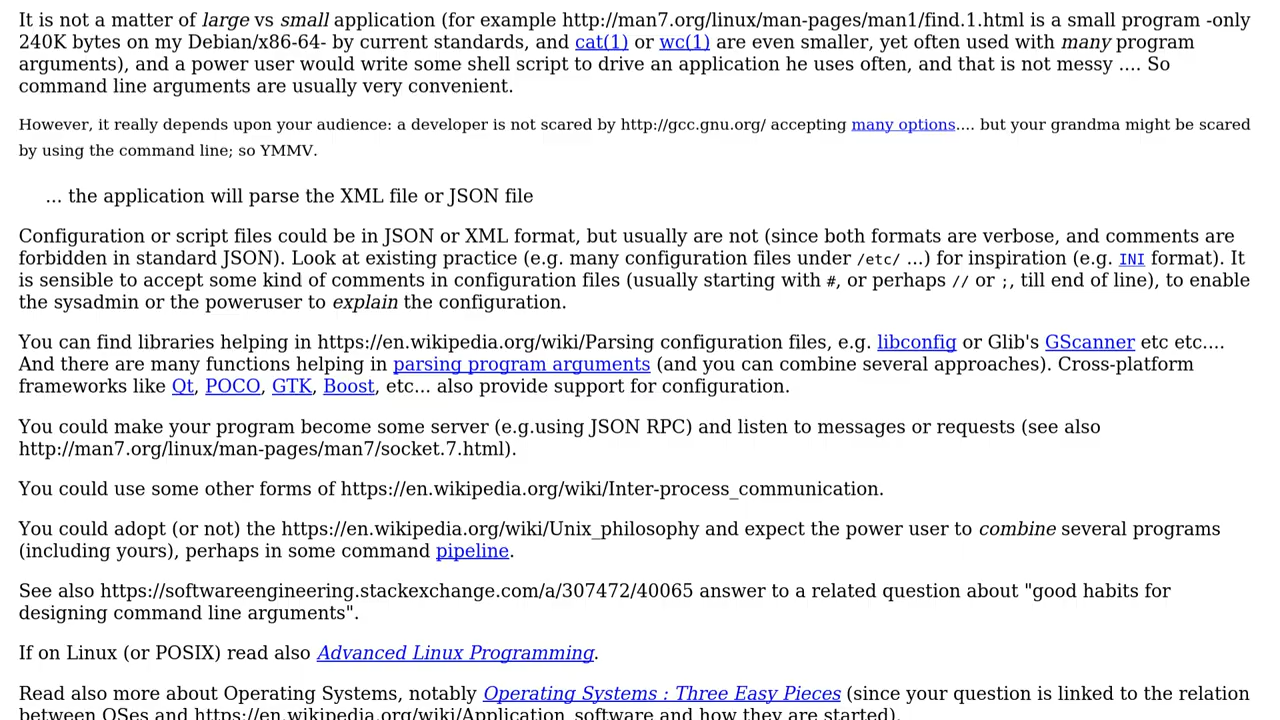 It is not a matter of large vs small application (for example http://man7.org/linux/man-pages/man1/find.1.html is a small program -only
240K bytes on my Debian/x86-64- by current standards, and cat(1) or wc(1) are even smaller, yet often used with many program
arguments), and a power user would write some shell script to drive an application he uses often, and that is not messy .... So
command line arguments are usually very convenient.
However, it really depends upon your audience: a developer is not scared by http://gcc.gnu.org/ accepting many options.... but your grandma might be scared
by using the command line; so YMMV.
... the application will parse the XML file or JSON file
Configuration or script files could be in JSON or XML format, but usually are not (since both formats are verbose, and comments are
forbidden in standard JSON). Look at existing practice (e.g. many configuration files under /etc/ ...) for inspiration (e.g. INI format). It
is sensible to accept some kind of comments in configuration files (usually starting with #, or perhaps // or ;, till end of line), to enable
the sysadmin or the poweruser to explain the configuration.
You can find libraries helping in https://en.wikipedia.org/wiki/Parsing configuration files, e.g. libconfig or Glib's GScanner etc etc....
And there are many functions helping in parsing program arguments (and you can combine several approaches). Cross-platform
frameworks like Qt, POCO, GTK, Boost, etc... also provide support for configuration.
You could make your program become some server (e.g.using JSON RPC) and listen to messages or requests (see also
http://man7.org/linux/man-pages/man7/socket.7.html).
You could use some other forms of https://en.wikipedia.org/wiki/Inter-process_communication.
You could adopt (or not) the https://en.wikipedia.org/wiki/Unix_philosophy and expect the power user to combine several programs
(including yours), perhaps in some command pipeline.
See also https://softwareengineering.stackexchange.com/a/307472/40065 answer to a related question about "good habits for
designing command line arguments".
If on Linux (or POSIX) read also Advanced Linux Programming.
Read also more about Operating Systems, notably Operating Systems : Three Easy Pieces (since your question is linked to the relation
between OSes and https://en.wikipedia.org/wiki/Application_software and how they are started).